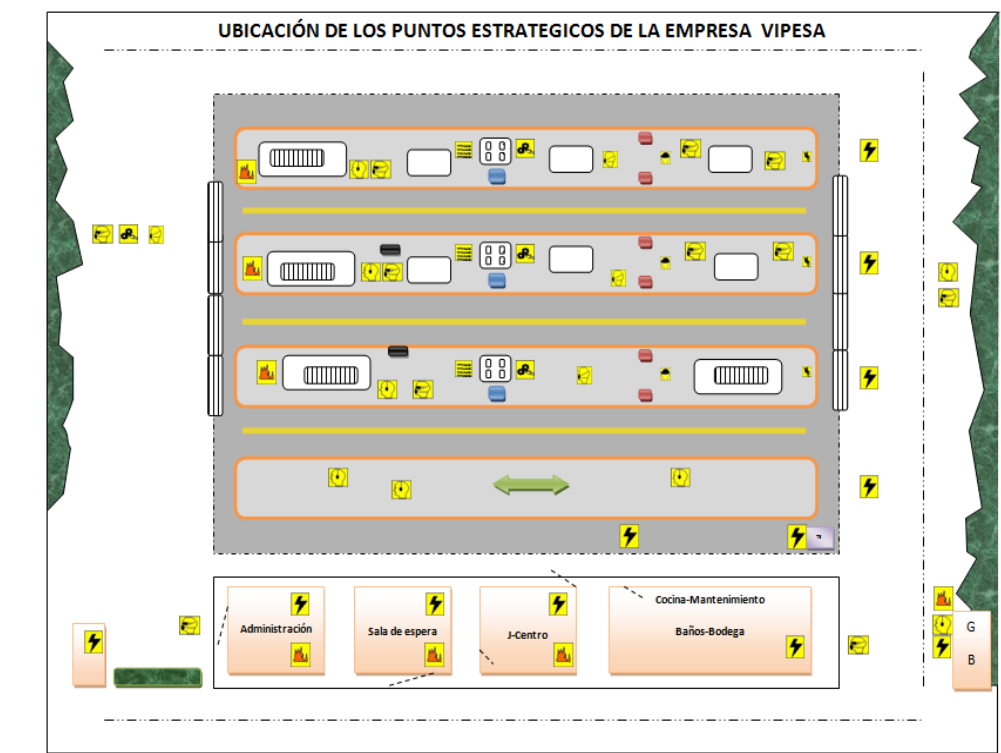 UBICACIÓN DE LOS PUNTOS ESTRATEGICOS DE LA EMPRESA VIPESA
Cocina-Mantenimiento
Administración
Sala de espera
J-Centro
Baños-Bodega
G
B